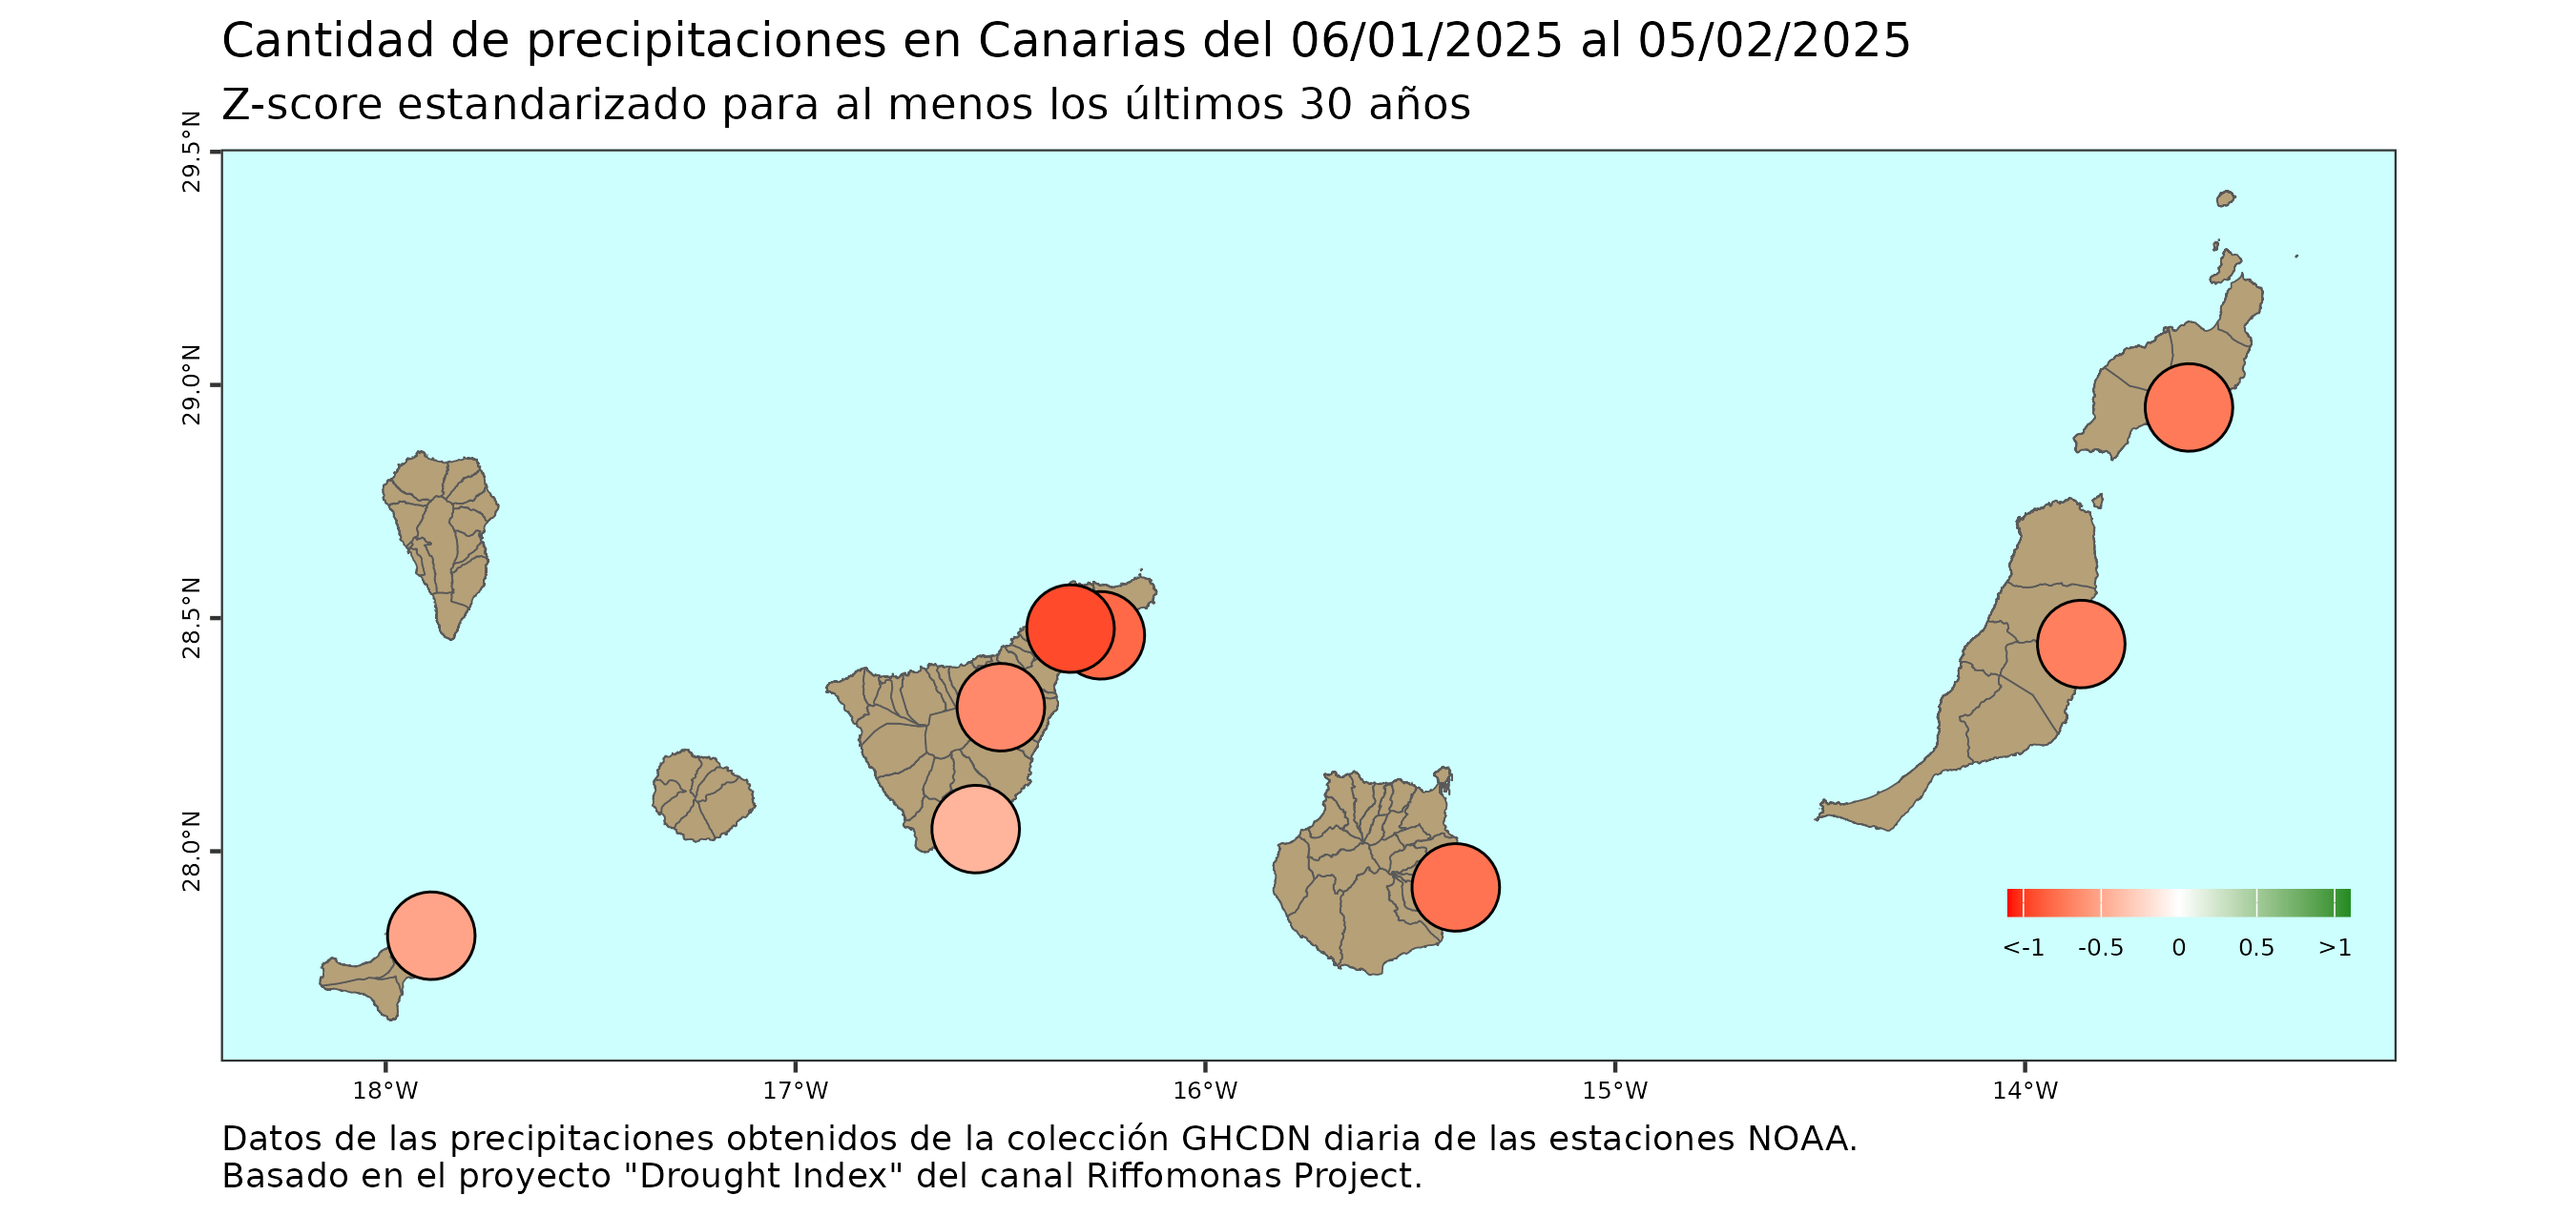 Cantidad de precipitaciones en Canarias del 06/01/2025 al 05/02/2025
Z-score estandarizado para al menos los últimos 30 años
29.5°N
29.0°N
28.5°N
28.0°N
<-1 -0.5 0 0.5 >1
18°W 17°W 16°W 15°W 14°W
Datos de las precipitaciones obtenidos de la colección GHCDN diaria de las estaciones NOAA.
Basado en el proyecto "Drought Index" del canal Riffomonas Project.